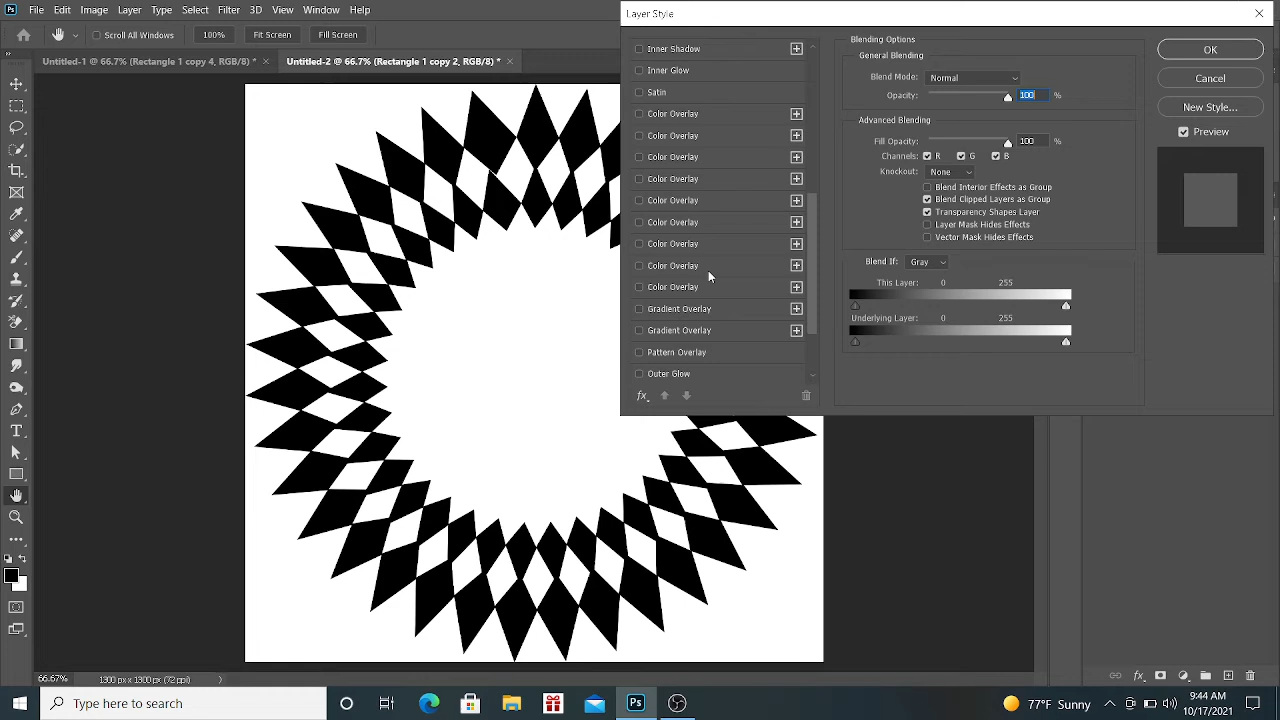 Ps File Edit Image Layer Type Select Filter 3D View Window Help
Layer Style
Scroll All Windows 100% Fit Screen Fill Screen
Untitled-1 @ 66.7% (Rectangle 1 copy, RGB/8) * × Untitled-2 @ 66.7% (Rectangle 1 copy 2, RGB/8) * ×
Inner Shadow
Inner Glow
Satin
Color Overlay
Color Overlay
Color Overlay
Color Overlay
Color Overlay
Color Overlay
Color Overlay
Color Overlay
Color Overlay
Gradient Overlay
Gradient Overlay
Pattern Overlay
Outer Glow
fx
Blending Options
General Blending
Blend Mode: Normal
Opacity: 100 %
Advanced Blending
Fill Opacity: 100 %
Channels: R G B
Knockout: None
Blend Interior Effects as Group
Blend Clipped Layers as Group
Transparency Shapes Layer
Layer Mask Hides Effects
Vector Mask Hides Effects
Blend If: Gray
This Layer: 0 255
Underlying Layer: 0 255
OK
Cancel
New Style...
Preview
66.67% 1300 px x 1300 px (72 ppi)
fx
Type here to search
Ps
77°F Sunny
9:44 AM
10/17/2021